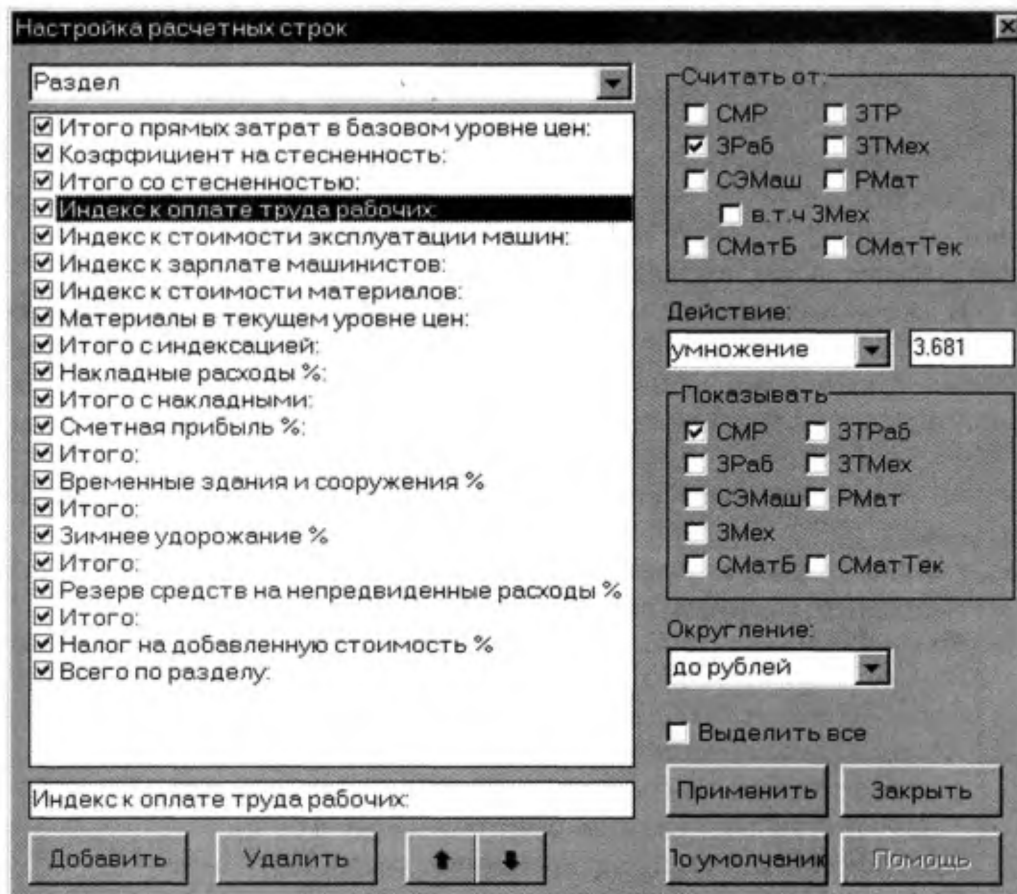 Настройка расчетных строк
Раздел
Итого прямых затрат в базовом уровне цен:
Коэффициент на стесненность:
Итого со стесненностью:
Индекс к оплате труда рабочих:
Индекс к стоимости эксплуатации машин:
Индекс к зарплате машинистов:
Индекс к стоимости материалов:
Материалы в текущем уровне цен:
Итого с индексацией:
Накладные расходы %:
Итого с накладными:
Сметная прибыль %:
Итого:
Временные здания и сооружения %
Итого:
Зимнее удорожание %
Итого:
Резерв средств на непредвиденные расходы %
Итого:
Налог на добавленную стоимость %
Всего по разделу:
Индекс к оплате труда рабочих:
Добавить Удалить
Считать от:
СМР ЗТР
ЗРаб ЗТМех
СЭМаш РМат
в.т.ч ЗМех
СМатБ СМатТек
Действие:
умножение 3.681
Показывать
СМР ЗТРаб
ЗРаб ЗТМех
СЭМаш РМат
ЗМех
СМатБ СМатТек
Округление:
до рублей
Выделить все
Применить Закрыть
По умолчанию Помощь